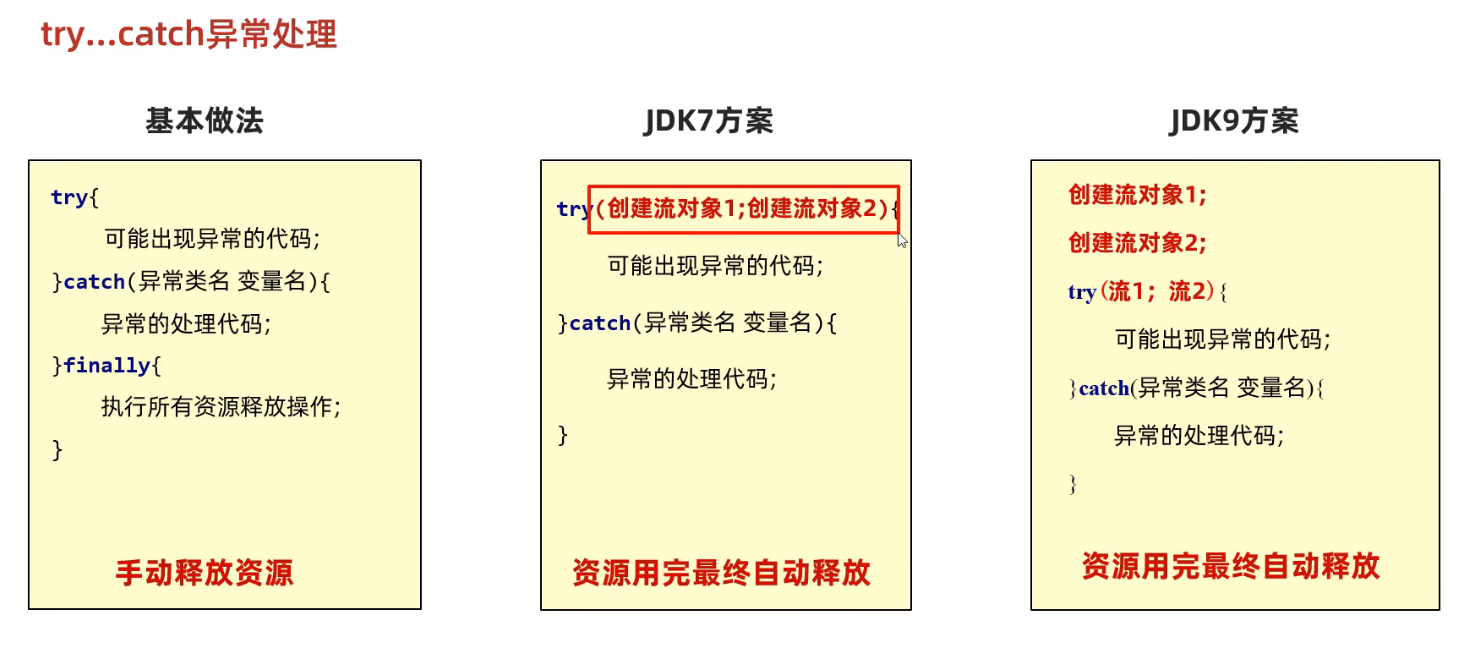 try...catch异常处理
基本做法
try{
可能出现异常的代码;
}catch(异常类名 变量名){
异常的处理代码;
}finally{
执行所有资源释放操作;
}
手动释放资源
JDK7方案
try(创建流对象1;创建流对象2){
可能出现异常的代码;
}catch(异常类名 变量名){
异常的处理代码;
}
资源用完最终自动释放
JDK9方案
创建流对象1;
创建流对象2;
try(流1；流2){
可能出现异常的代码;
}catch(异常类名 变量名){
异常的处理代码;
}
资源用完最终自动释放